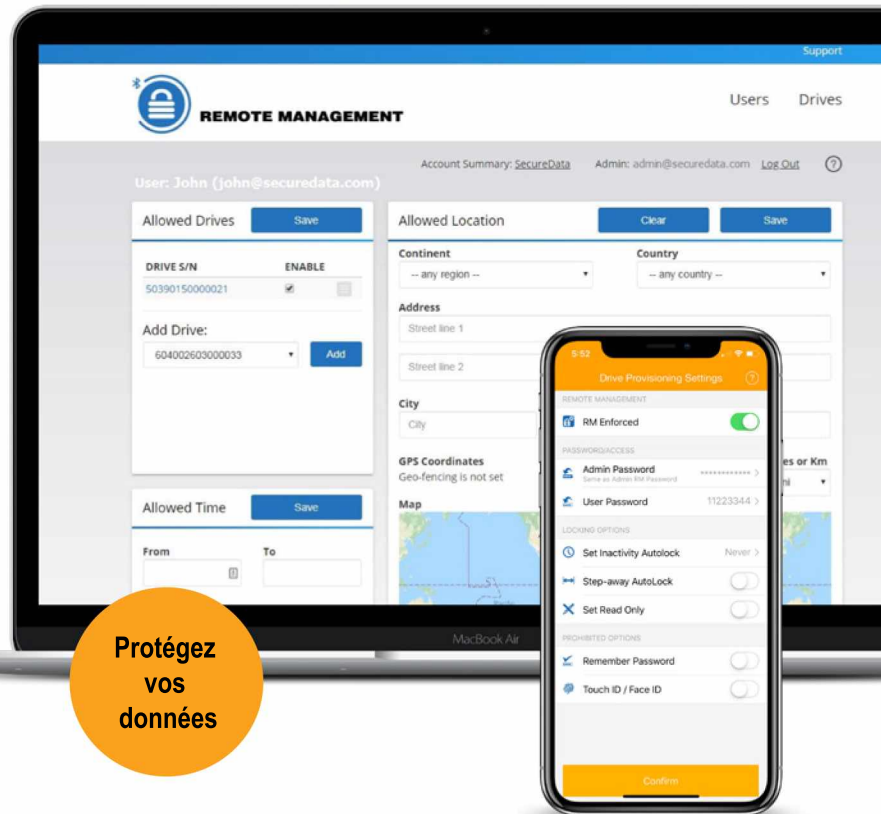 Support
REMOTE MANAGEMENT
Users Drives
Account Summary: SecureData Admin: admin@securedata.com Log Out ?
User: John (john@securedata.com)
Allowed Drives Save
DRIVE S/N ENABLE
50390150000021
Add Drive:
604002603000033 Add
Allowed Time Save
From To
Allowed Location Clear Save
Continent Country
-- any region -- -- any country --
Address
Street line 1
Street line 2
City
City
GPS Coordinates
Geo-fencing is not set
es or Km
Map
MacBook Air
5:52
Drive Provisioning Settings ?
REMOTE MANAGEMENT
RM Enforced
PASSWORD/ACCESS
Admin Password ************
Same as Admin RM Password
User Password 11223344
LOCKING OPTIONS
Set Inactivity Autolock Never
Step-away AutoLock
Set Read Only
PROHIBITED OPTIONS
Remember Password
Touch ID / Face ID
Confirm
Protégez
vos
données